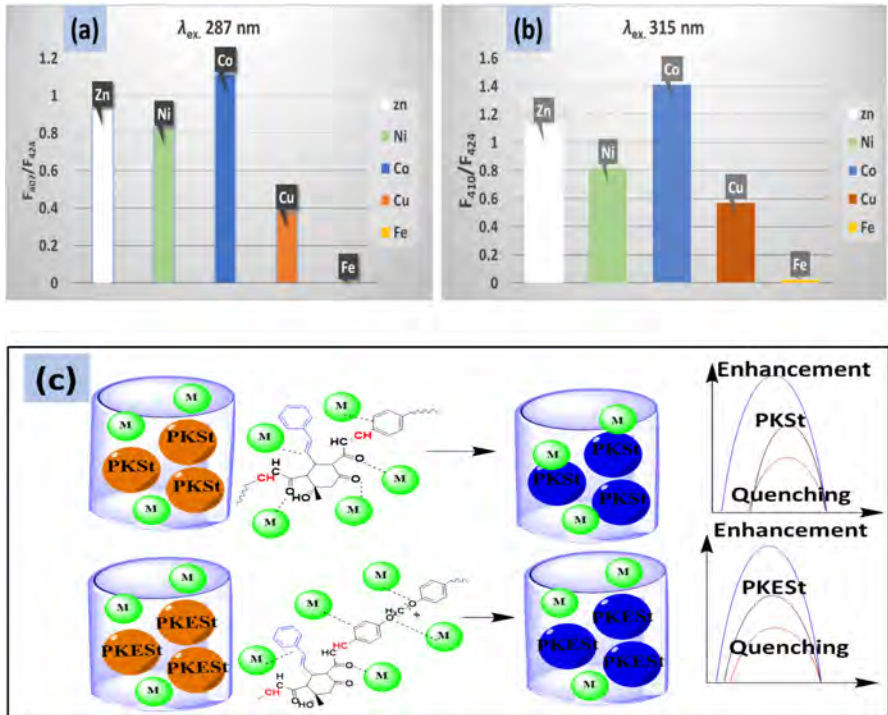 (a)
λex. 287 nm
F407/F424
1.2
1
0.8
0.6
0.4
0.2
0
Zn
Ni
Co
Cu
Fe
zn
Ni
Co
Cu
Fe
(b)
λex. 315 nm
F410/F424
1.6
1.4
1.2
1
0.8
0.6
0.4
0.2
0
Zn
Ni
Co
Cu
Fe
zn
Ni
Co
Cu
Fe
(c)
M
M
M
PKSt
PKSt
PKSt
M
M
M
M
M
HC
CH
O
CH
H
C
O
O
HO
M
M
M
PKSt
PKSt
PKSt
Enhancement
PKSt
Quenching
M
M
M
PKESt
PKESt
PKESt
M
M
M
M
M
O
O
HC
HC
O
CH
H
C
O
O
HO
M
M
M
PKESt
PKESt
PKESt
Enhancement
PKESt
Quenching